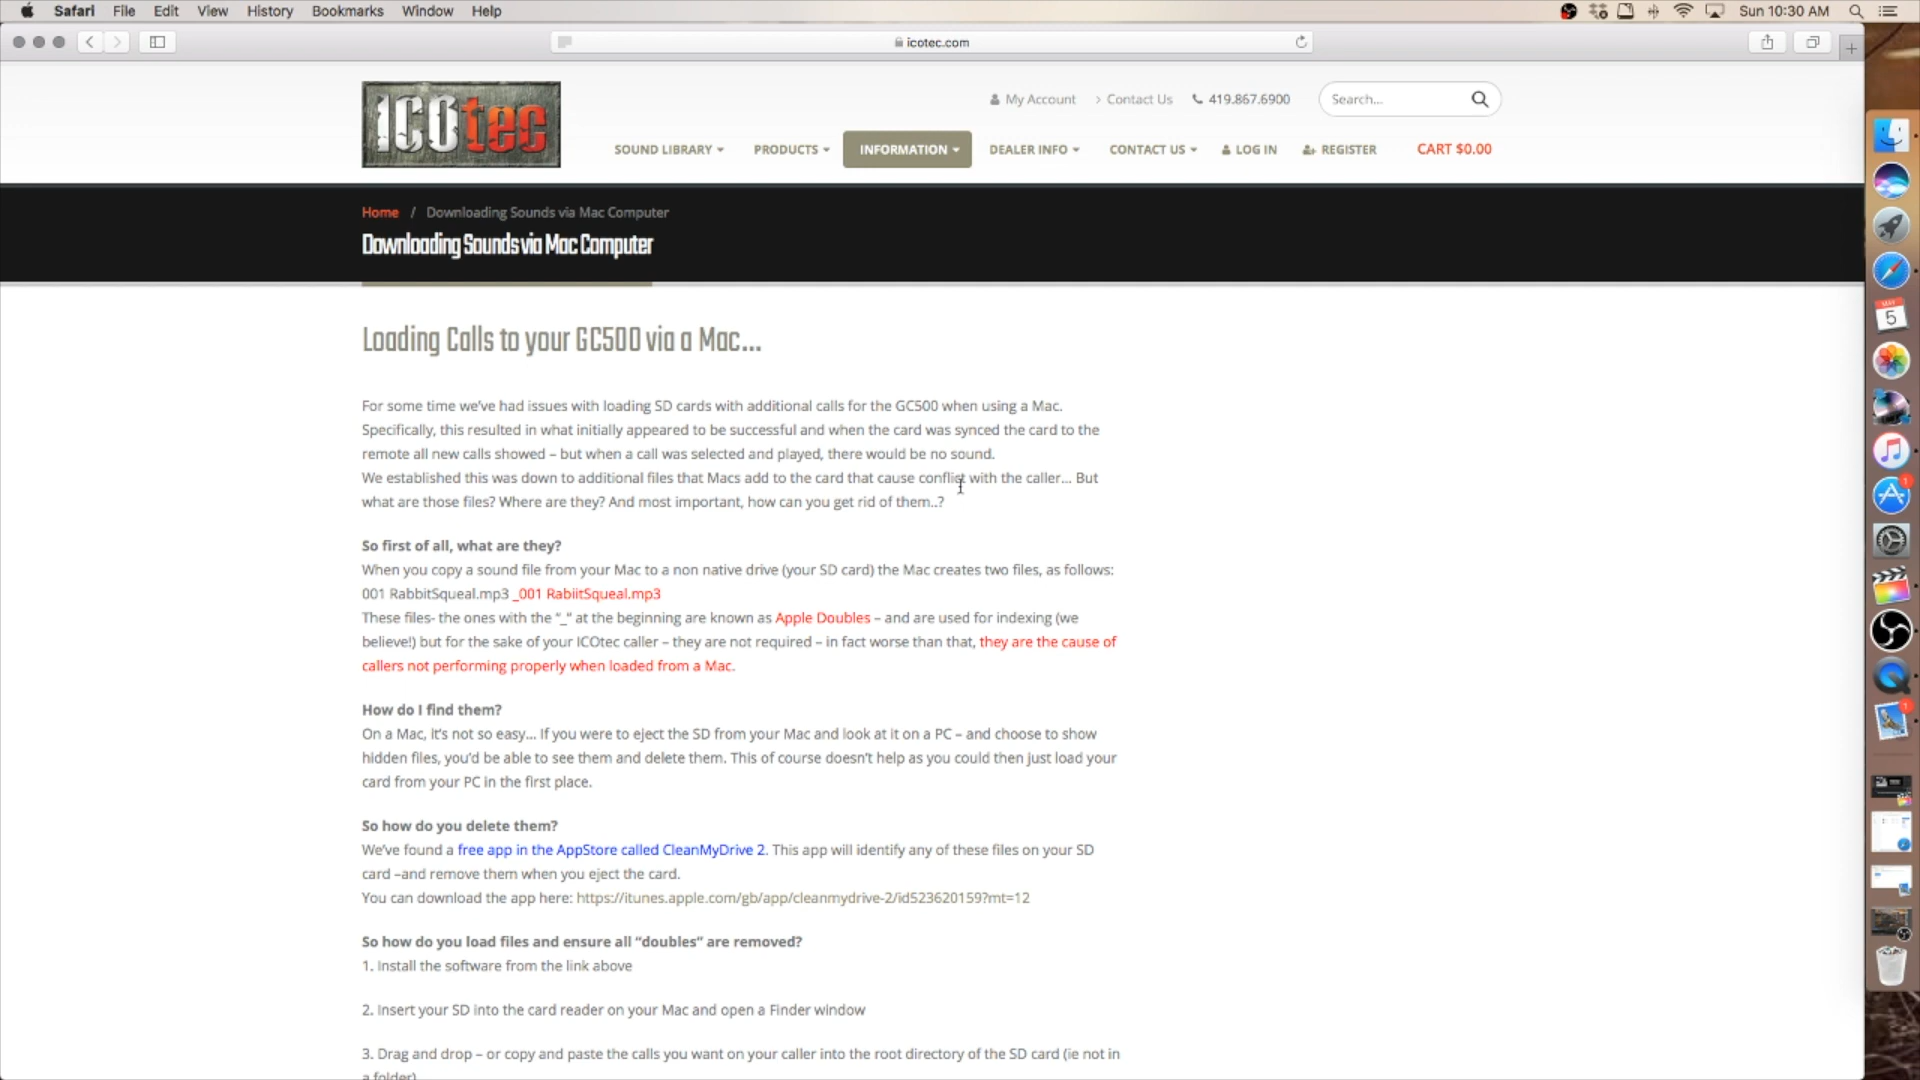 Safari File Edit View History Bookmarks Window Help
Sun 10:30 AM
icotec.com
ICOtec
My Account
Contact Us
419.867.6900
Search...
SOUND LIBRARY
PRODUCTS
INFORMATION
DEALER INFO
CONTACT US
LOG IN
REGISTER
CART $0.00
Home / Downloading Sounds via Mac Computer
Downloading Sounds via Mac Computer
Loading Calls to your GC500 via a Mac...
For some time we've had issues with loading SD cards with additional calls for the GC500 when using a Mac.
Specifically, this resulted in what initially appeared to be successful and when the card was synced the card to the
remote all new calls showed – but when a call was selected and played, there would be no sound.
We established this was down to additional files that Macs add to the card that cause conflict with the caller... But
what are those files? Where are they? And most important, how can you get rid of them..?
So first of all, what are they?
When you copy a sound file from your Mac to a non native drive (your SD card) the Mac creates two files, as follows:
001 RabbitSqueal.mp3 _001 RabiitSqueal.mp3
These files- the ones with the "_" at the beginning are known as Apple Doubles – and are used for indexing (we
believe!) but for the sake of your ICOtec caller – they are not required – in fact worse than that, they are the cause of
callers not performing properly when loaded from a Mac.
How do I find them?
On a Mac, it's not so easy... If you were to eject the SD from your Mac and look at it on a PC – and choose to show
hidden files, you'd be able to see them and delete them. This of course doesn't help as you could then just load your
card from your PC in the first place.
So how do you delete them?
We've found a free app in the AppStore called CleanMyDrive 2. This app will identify any of these files on your SD
card –and remove them when you eject the card.
You can download the app here: https://itunes.apple.com/gb/app/cleanmydrive-2/id523620159?mt=12
So how do you load files and ensure all "doubles" are removed?
1. Install the software from the link above
2. Insert your SD into the card reader on your Mac and open a Finder window
3. Drag and drop – or copy and paste the calls you want on your caller into the root directory of the SD card (ie not in
a folder)
MAY
5
1
1